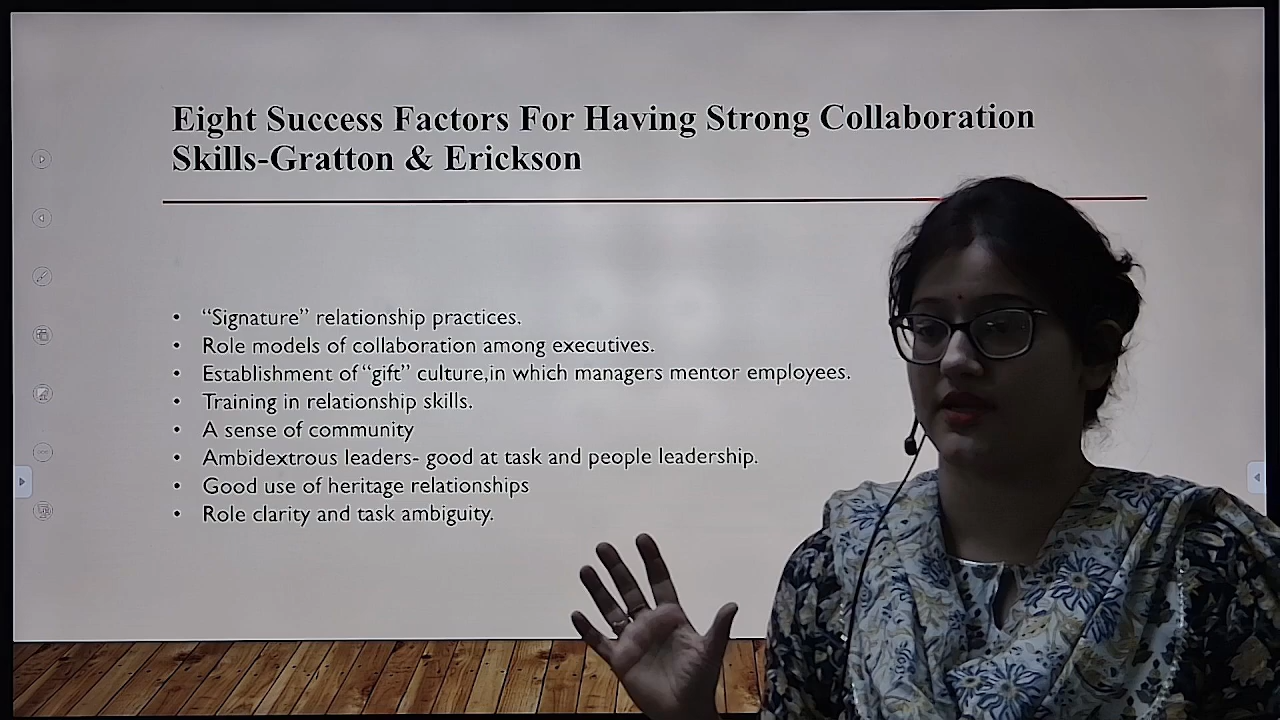 Eight Success Factors For Having Strong Collaboration
Skills-Gratton & Erickson
• “Signature” relationship practices.
• Role models of collaboration among executives.
• Establishment of “gift” culture,in which managers mentor employees.
• Training in relationship skills.
• A sense of community
• Ambidextrous leaders- good at task and people leadership.
• Good use of heritage relationships
• Role clarity and task ambiguity.